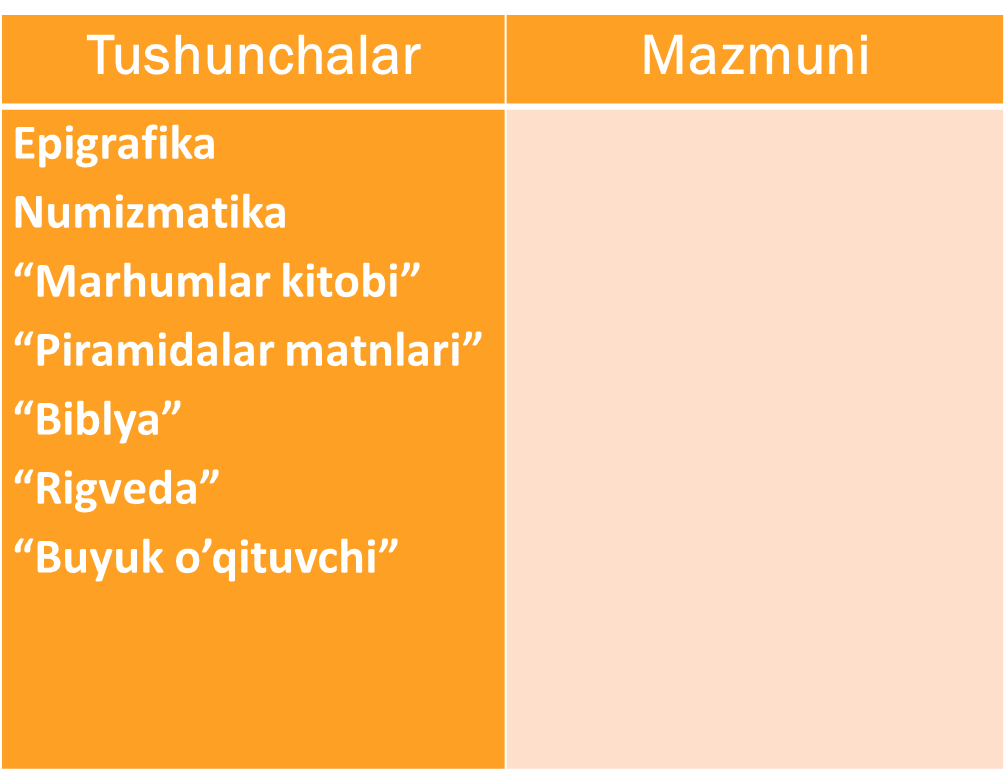 Tushunchalar
Mazmuni
Epigrafika
Numizmatika
“Marhumlar kitobi”
“Piramidalar matnlari”
“Biblya”
“Rigveda”
“Buyuk o’qituvchi”